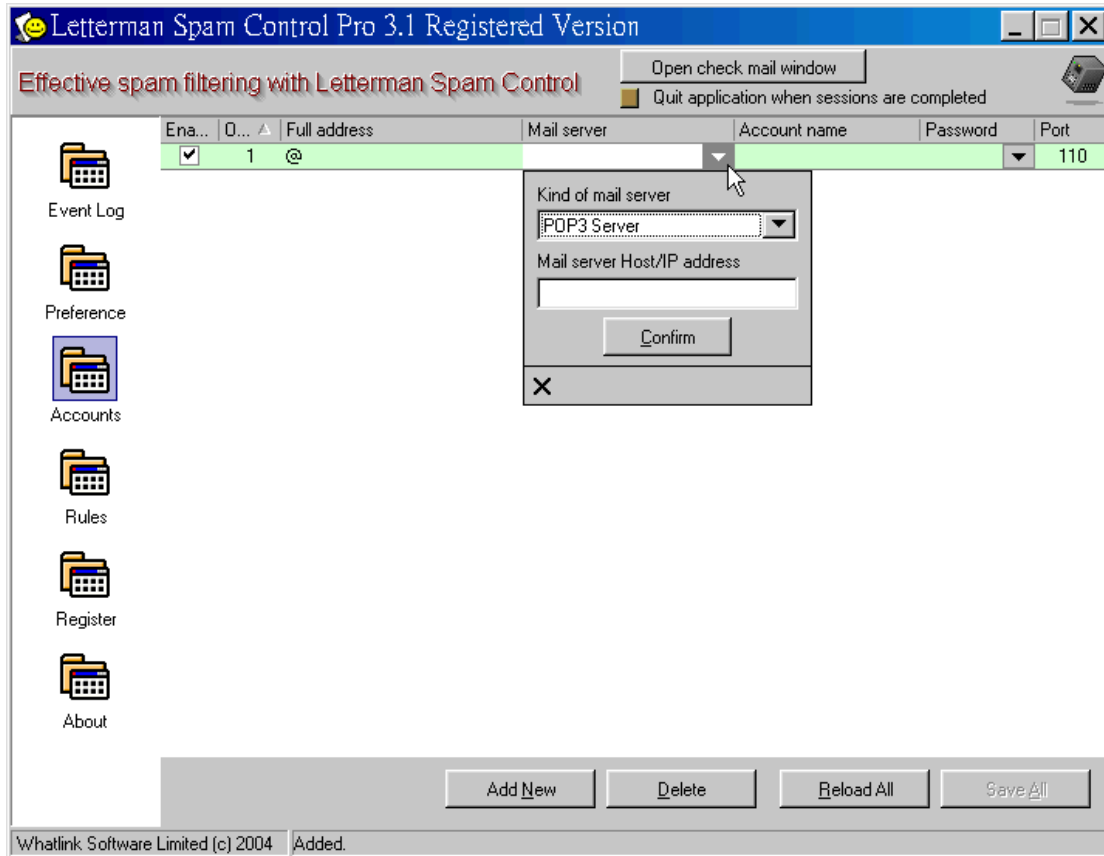 Letterman Spam Control Pro 3.1 Registered Version
Effective spam filtering with Letterman Spam Control
Open check mail window
Quit application when sessions are completed
Ena... O... Full address Mail server Account name Password Port
1 @ 110
Kind of mail server
POP3 Server
Mail server Host/IP address
Confirm
Event Log
Preference
Accounts
Rules
Register
About
Add New Delete Reload All Save All
Whatlink Software Limited (c) 2004 Added.